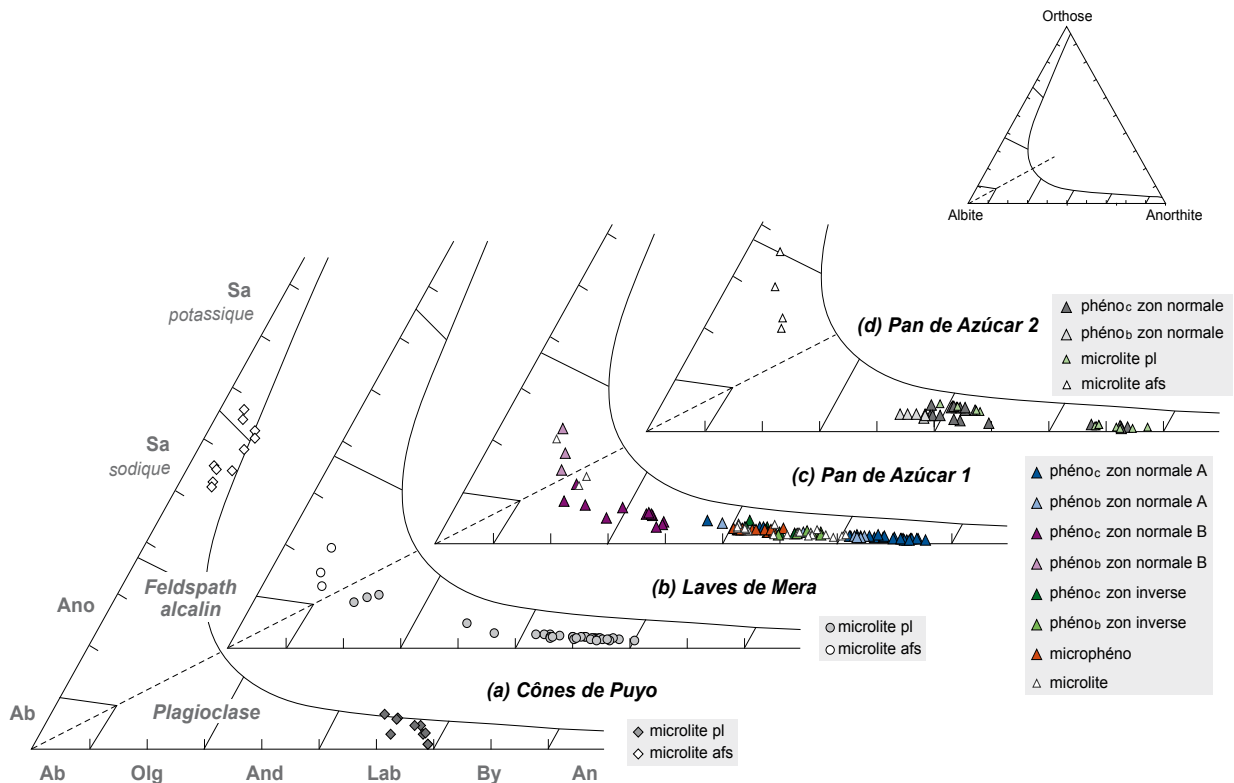 Orthose
Albite
Anorthite
Sa
potassique
Sa
sodique
Ano
Ab
Feldspath
alcalin
Plagioclase
Ab
Olg
And
Lab
By
An
(d) Pan de Azúcar 2
phénoc zon normale
phénob zon normale
microlite pl
microlite afs
(c) Pan de Azúcar 1
phénoc zon normale A
phénob zon normale A
phénoc zon normale B
phénob zon normale B
phénoc zon inverse
phénob zon inverse
microphéno
microlite
(b) Laves de Mera
microlite pl
microlite afs
(a) Cônes de Puyo
microlite pl
microlite afs